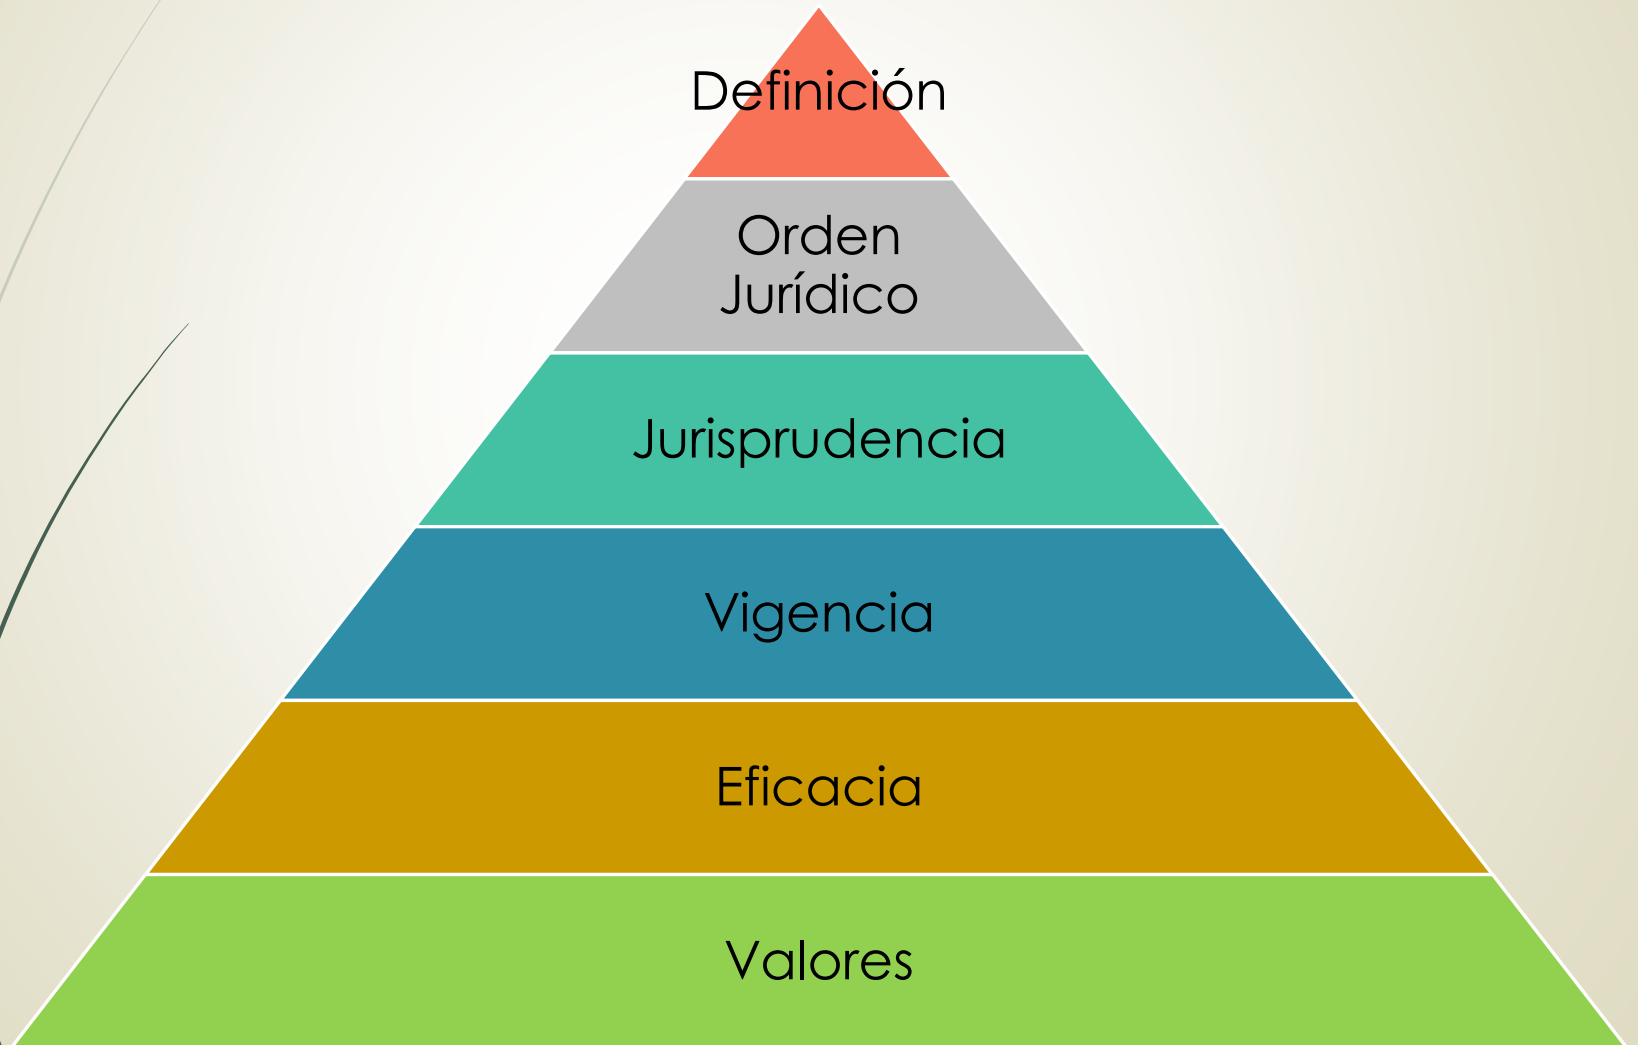 Definición
Orden
Jurídico
Jurisprudencia
Vigencia
Eficacia
Valores